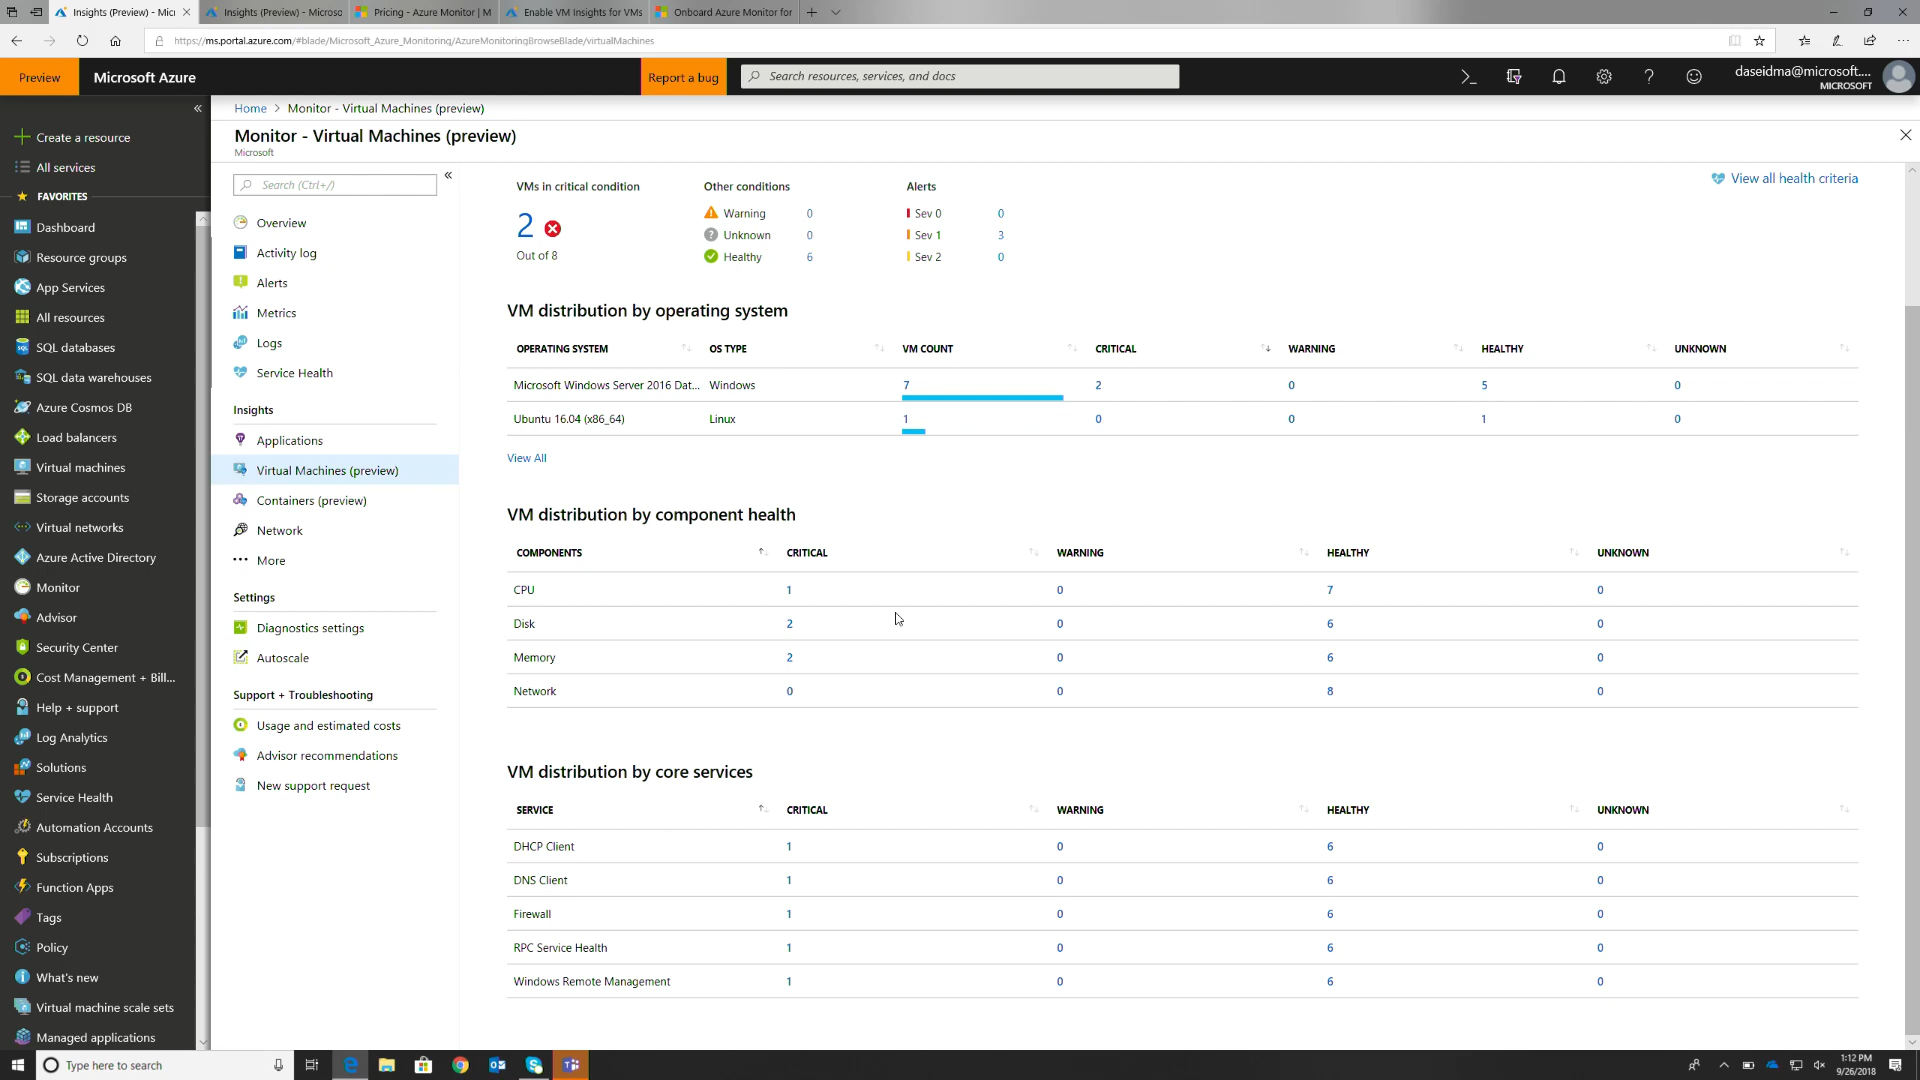 Insights (Preview) - Micr
Insights (Preview) - Microso
Pricing - Azure Monitor | M
Enable VM Insights for VMs
Onboard Azure Monitor for
https://ms.portal.azure.com/#blade/Microsoft_Azure_Monitoring/AzureMonitoringBrowseBlade/virtualMachines
Preview
Microsoft Azure
Report a bug
Search resources, services, and docs
daseidma@microsoft....
MICROSOFT
Create a resource
All services
FAVORITES
Dashboard
Resource groups
App Services
All resources
SQL databases
SQL data warehouses
Azure Cosmos DB
Load balancers
Virtual machines
Storage accounts
Virtual networks
Azure Active Directory
Monitor
Advisor
Security Center
Cost Management + Bill...
Help + support
Log Analytics
Solutions
Service Health
Automation Accounts
Subscriptions
Function Apps
Tags
Policy
What's new
Virtual machine scale sets
Managed applications
Home > Monitor - Virtual Machines (preview)
Monitor - Virtual Machines (preview)
Microsoft
Search (Ctrl+/)
Overview
Activity log
Alerts
Metrics
Logs
Service Health
Insights
Applications
Virtual Machines (preview)
Containers (preview)
Network
More
Settings
Diagnostics settings
Autoscale
Support + Troubleshooting
Usage and estimated costs
Advisor recommendations
New support request
View all health criteria
VMs in critical condition
2
Out of 8
Other conditions
Warning 0
Unknown 0
Healthy 6
Alerts
Sev 0 0
Sev 1 3
Sev 2 0
VM distribution by operating system
OPERATING SYSTEM OS TYPE VM COUNT CRITICAL WARNING HEALTHY UNKNOWN
Microsoft Windows Server 2016 Dat... Windows 7 2 0 5 0
Ubuntu 16.04 (x86_64) Linux 1 0 0 1 0
View All
VM distribution by component health
COMPONENTS CRITICAL WARNING HEALTHY UNKNOWN
CPU 1 0 7 0
Disk 2 0 6 0
Memory 2 0 6 0
Network 0 0 8 0
VM distribution by core services
SERVICE CRITICAL WARNING HEALTHY UNKNOWN
DHCP Client 1 0 6 0
DNS Client 1 0 6 0
Firewall 1 0 6 0
RPC Service Health 1 0 6 0
Windows Remote Management 1 0 6 0
Type here to search
1:12 PM
9/26/2018